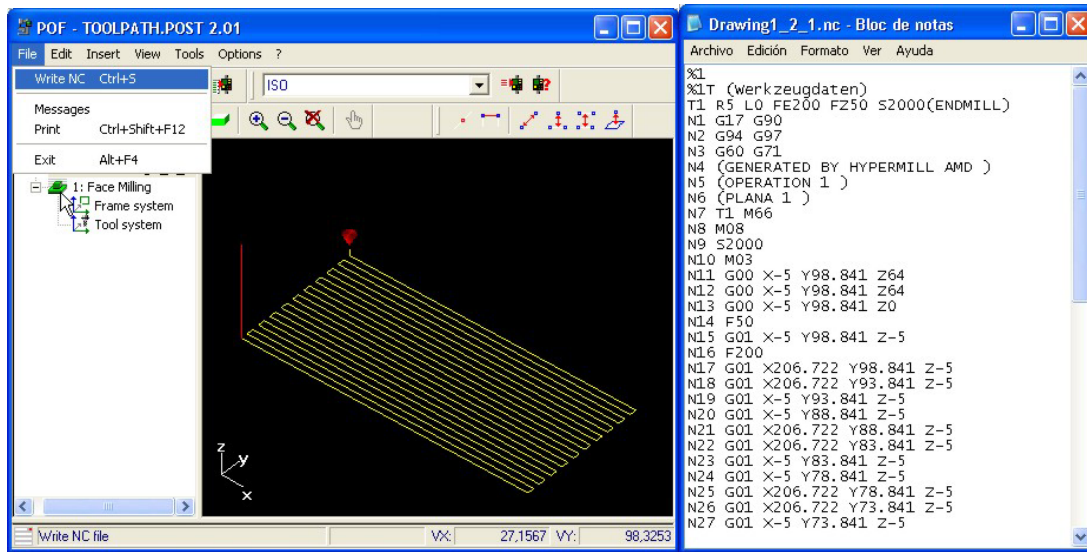 POF - TOOLPATH.POST 2.01
File Edit Insert View Tools Options ?
Write NC Ctrl+S
Messages
Print Ctrl+Shift+F12
Exit Alt+F4
ISO
1: Face Milling
Frame system
Tool system
z
y
x
Write NC file VX: 27,1567 VY: 98,3253
Drawing1_2_1.nc - Bloc de notas
Archivo Edición Formato Ver Ayuda
%1
%1T (Werkzeugdaten)
T1 R5 L0 FE200 FZ50 S2000(ENDMILL)
N1 G17 G90
N2 G94 G97
N3 G60 G71
N4 (GENERATED BY HYPERMILL AMD )
N5 (OPERATION 1 )
N6 (PLANA 1 )
N7 T1 M66
N8 M08
N9 S2000
N10 M03
N11 G00 X-5 Y98.841 Z64
N12 G00 X-5 Y98.841 Z64
N13 G00 X-5 Y98.841 Z0
N14 F50
N15 G01 X-5 Y98.841 Z-5
N16 F200
N17 G01 X206.722 Y98.841 Z-5
N18 G01 X206.722 Y93.841 Z-5
N19 G01 X-5 Y93.841 Z-5
N20 G01 X-5 Y88.841 Z-5
N21 G01 X206.722 Y88.841 Z-5
N22 G01 X206.722 Y83.841 Z-5
N23 G01 X-5 Y83.841 Z-5
N24 G01 X-5 Y78.841 Z-5
N25 G01 X206.722 Y78.841 Z-5
N26 G01 X206.722 Y73.841 Z-5
N27 G01 X-5 Y73.841 Z-5